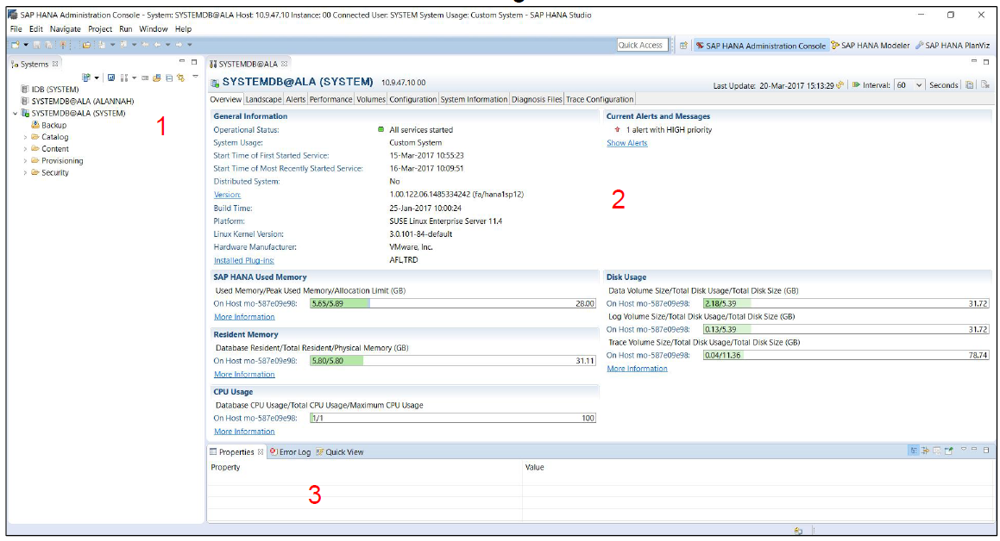 SAP HANA Administration Console - System: SYSTEMDB@ALA Host: 10.9.47.10 Instance: 00 Connected User: SYSTEM System Usage: Custom System - SAP HANA Studio
File Edit Navigate Project Run Window Help
Quick Access SAP HANA Administration Console SAP HANA Modeler SAP HANA PlanViz
Systems
IDB (SYSTEM)
SYSTEMDB@ALA (ALANNAH)
SYSTEMDB@ALA (SYSTEM)
Backup
Catalog
Content
Provisioning
Security
1
SYSTEMDB@ALA
SYSTEMDB@ALA (SYSTEM) 10.9.47.10 00
Last Update: 20-Mar-2017 15:13:29 Interval: 60 Seconds
Overview Landscape Alerts Performance Volumes Configuration System Information Diagnosis Files Trace Configuration
General Information
Operational Status: All services started
System Usage: Custom System
Start Time of First Started Service: 15-Mar-2017 10:55:23
Start Time of Most Recently Started Service: 16-Mar-2017 10:09:51
Distributed System: No
Version: 1.00.122.06.1485334242 (fa/hana1sp12)
Build Time: 25-Jan-2017 10:00:24
Platform: SUSE Linux Enterprise Server 11.4
Linux Kernel Version: 3.0.101-84-default
Hardware Manufacturer: VMware, Inc.
Installed Plug-ins: AFL,TRD
Current Alerts and Messages
1 alert with HIGH priority
Show Alerts
2
SAP HANA Used Memory
Used Memory/Peak Used Memory/Allocation Limit (GB)
On Host mo-587e09e98: 5.65/5.89 28.00
More Information
Resident Memory
Database Resident/Total Resident/Physical Memory (GB)
On Host mo-587e09e98: 5.80/5.80 31.11
More Information
CPU Usage
Database CPU Usage/Total CPU Usage/Maximum CPU Usage
On Host mo-587e09e98: 1/1 100
More Information
Disk Usage
Data Volume Size/Total Disk Usage/Total Disk Size (GB)
On Host mo-587e09e98: 2.18/5.39 31.72
Log Volume Size/Total Disk Usage/Total Disk Size (GB)
On Host mo-587e09e98: 0.13/5.39 31.72
Trace Volume Size/Total Disk Usage/Total Disk Size (GB)
On Host mo-587e09e98: 0.04/11.36 78.74
More Information
Properties Error Log Quick View
Property Value
3